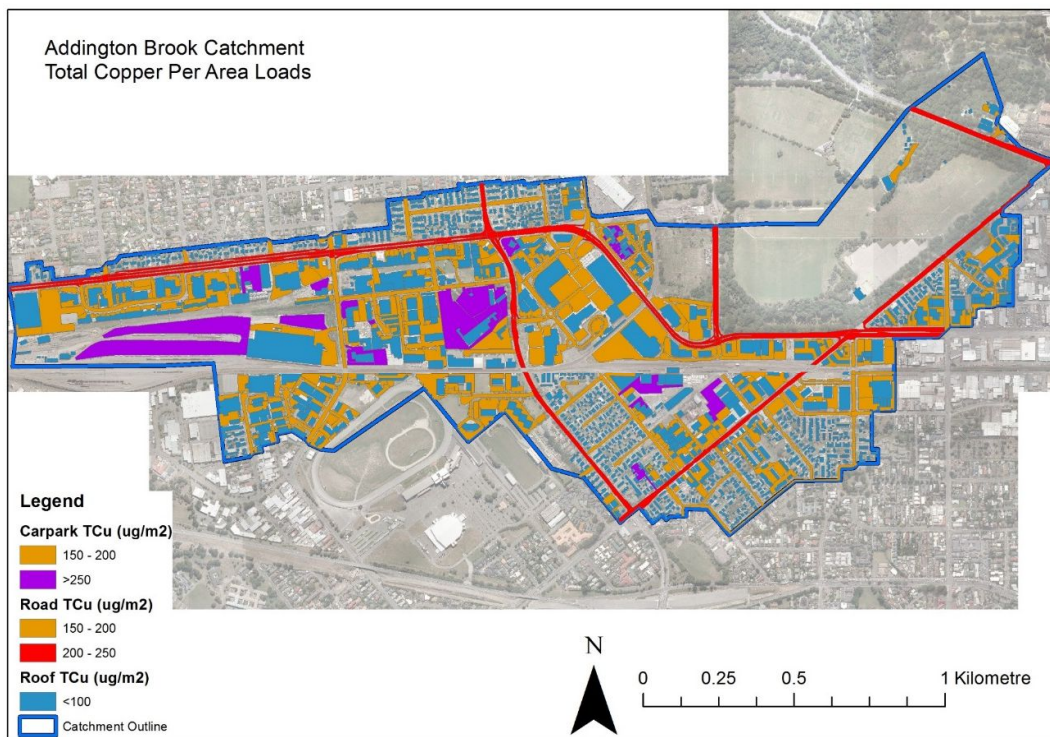 Addington Brook Catchment
Total Copper Per Area Loads
Legend
Carpark TCu (ug/m2)
150 - 200
>250
Road TCu (ug/m2)
150 - 200
200 - 250
Roof TCu (ug/m2)
<100
Catchment Outline
N
0 0.25 0.5 1 Kilometre